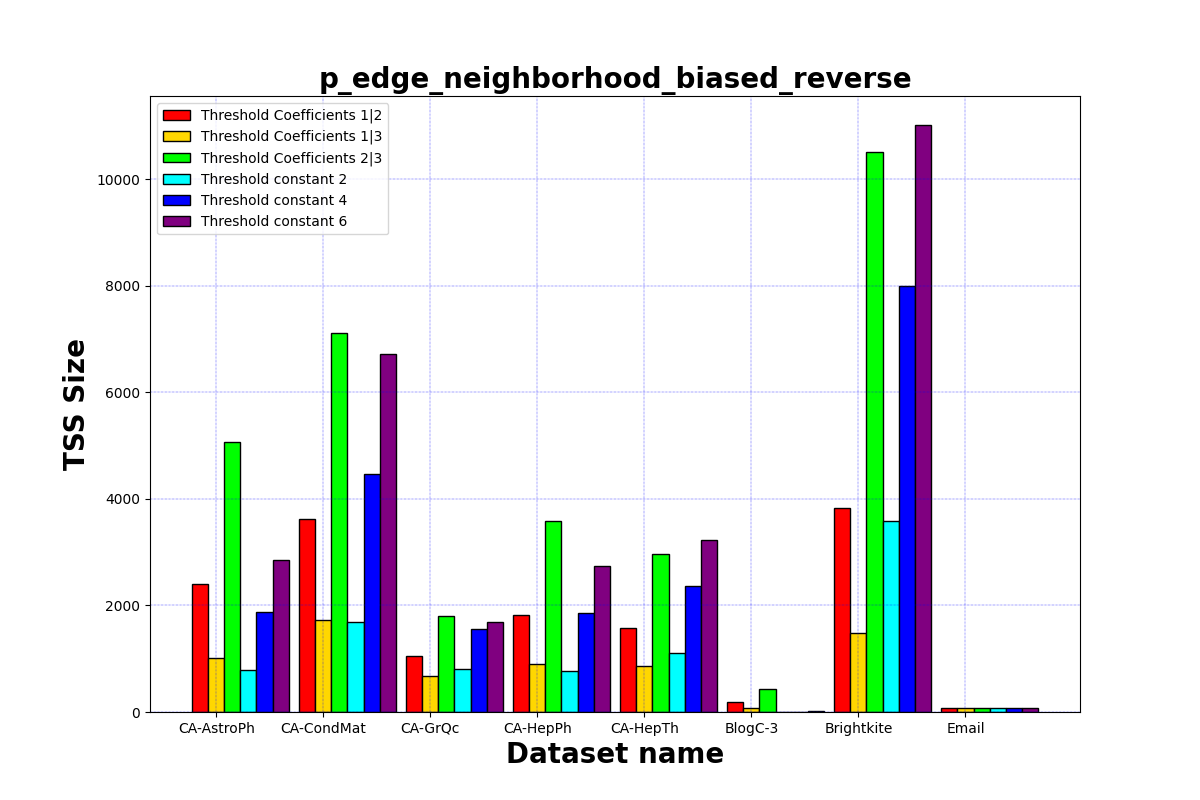 p_edge_neighborhood_biased_reverse
Threshold Coefficients 1|2
Threshold Coefficients 1|3
Threshold Coefficients 2|3
Threshold constant 2
Threshold constant 4
Threshold constant 6
TSS Size
10000
8000
6000
4000
2000
0
CA-AstroPh CA-CondMat CA-GrQc CA-HepPh CA-HepTh BlogC-3 Brightkite Email
Dataset name